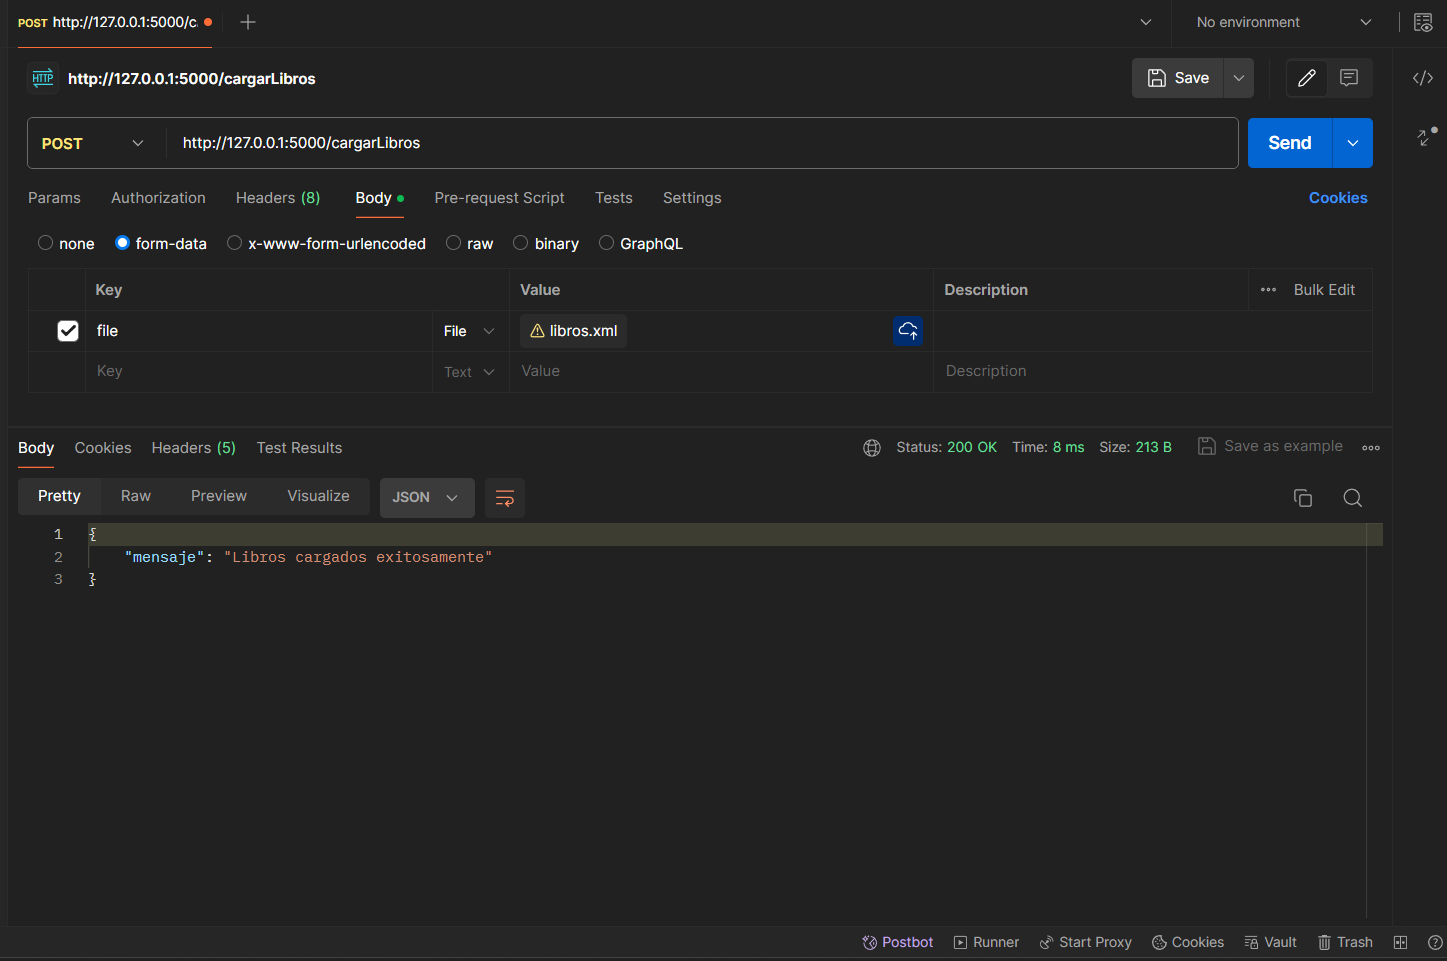 POST http://127.0.0.1:5000/c
No environment
HTTP http://127.0.0.1:5000/cargarLibros
Save
POST http://127.0.0.1:5000/cargarLibros Send
Params Authorization Headers (8) Body Pre-request Script Tests Settings Cookies
none form-data x-www-form-urlencoded raw binary GraphQL
Key Value Description Bulk Edit
file File libros.xml
Key Text Value Description
Body Cookies Headers (5) Test Results Status: 200 OK Time: 8 ms Size: 213 B Save as example
Pretty Raw Preview Visualize JSON
1 {
2 "mensaje": "Libros cargados exitosamente"
3 }
Postbot Runner Start Proxy Cookies Vault Trash